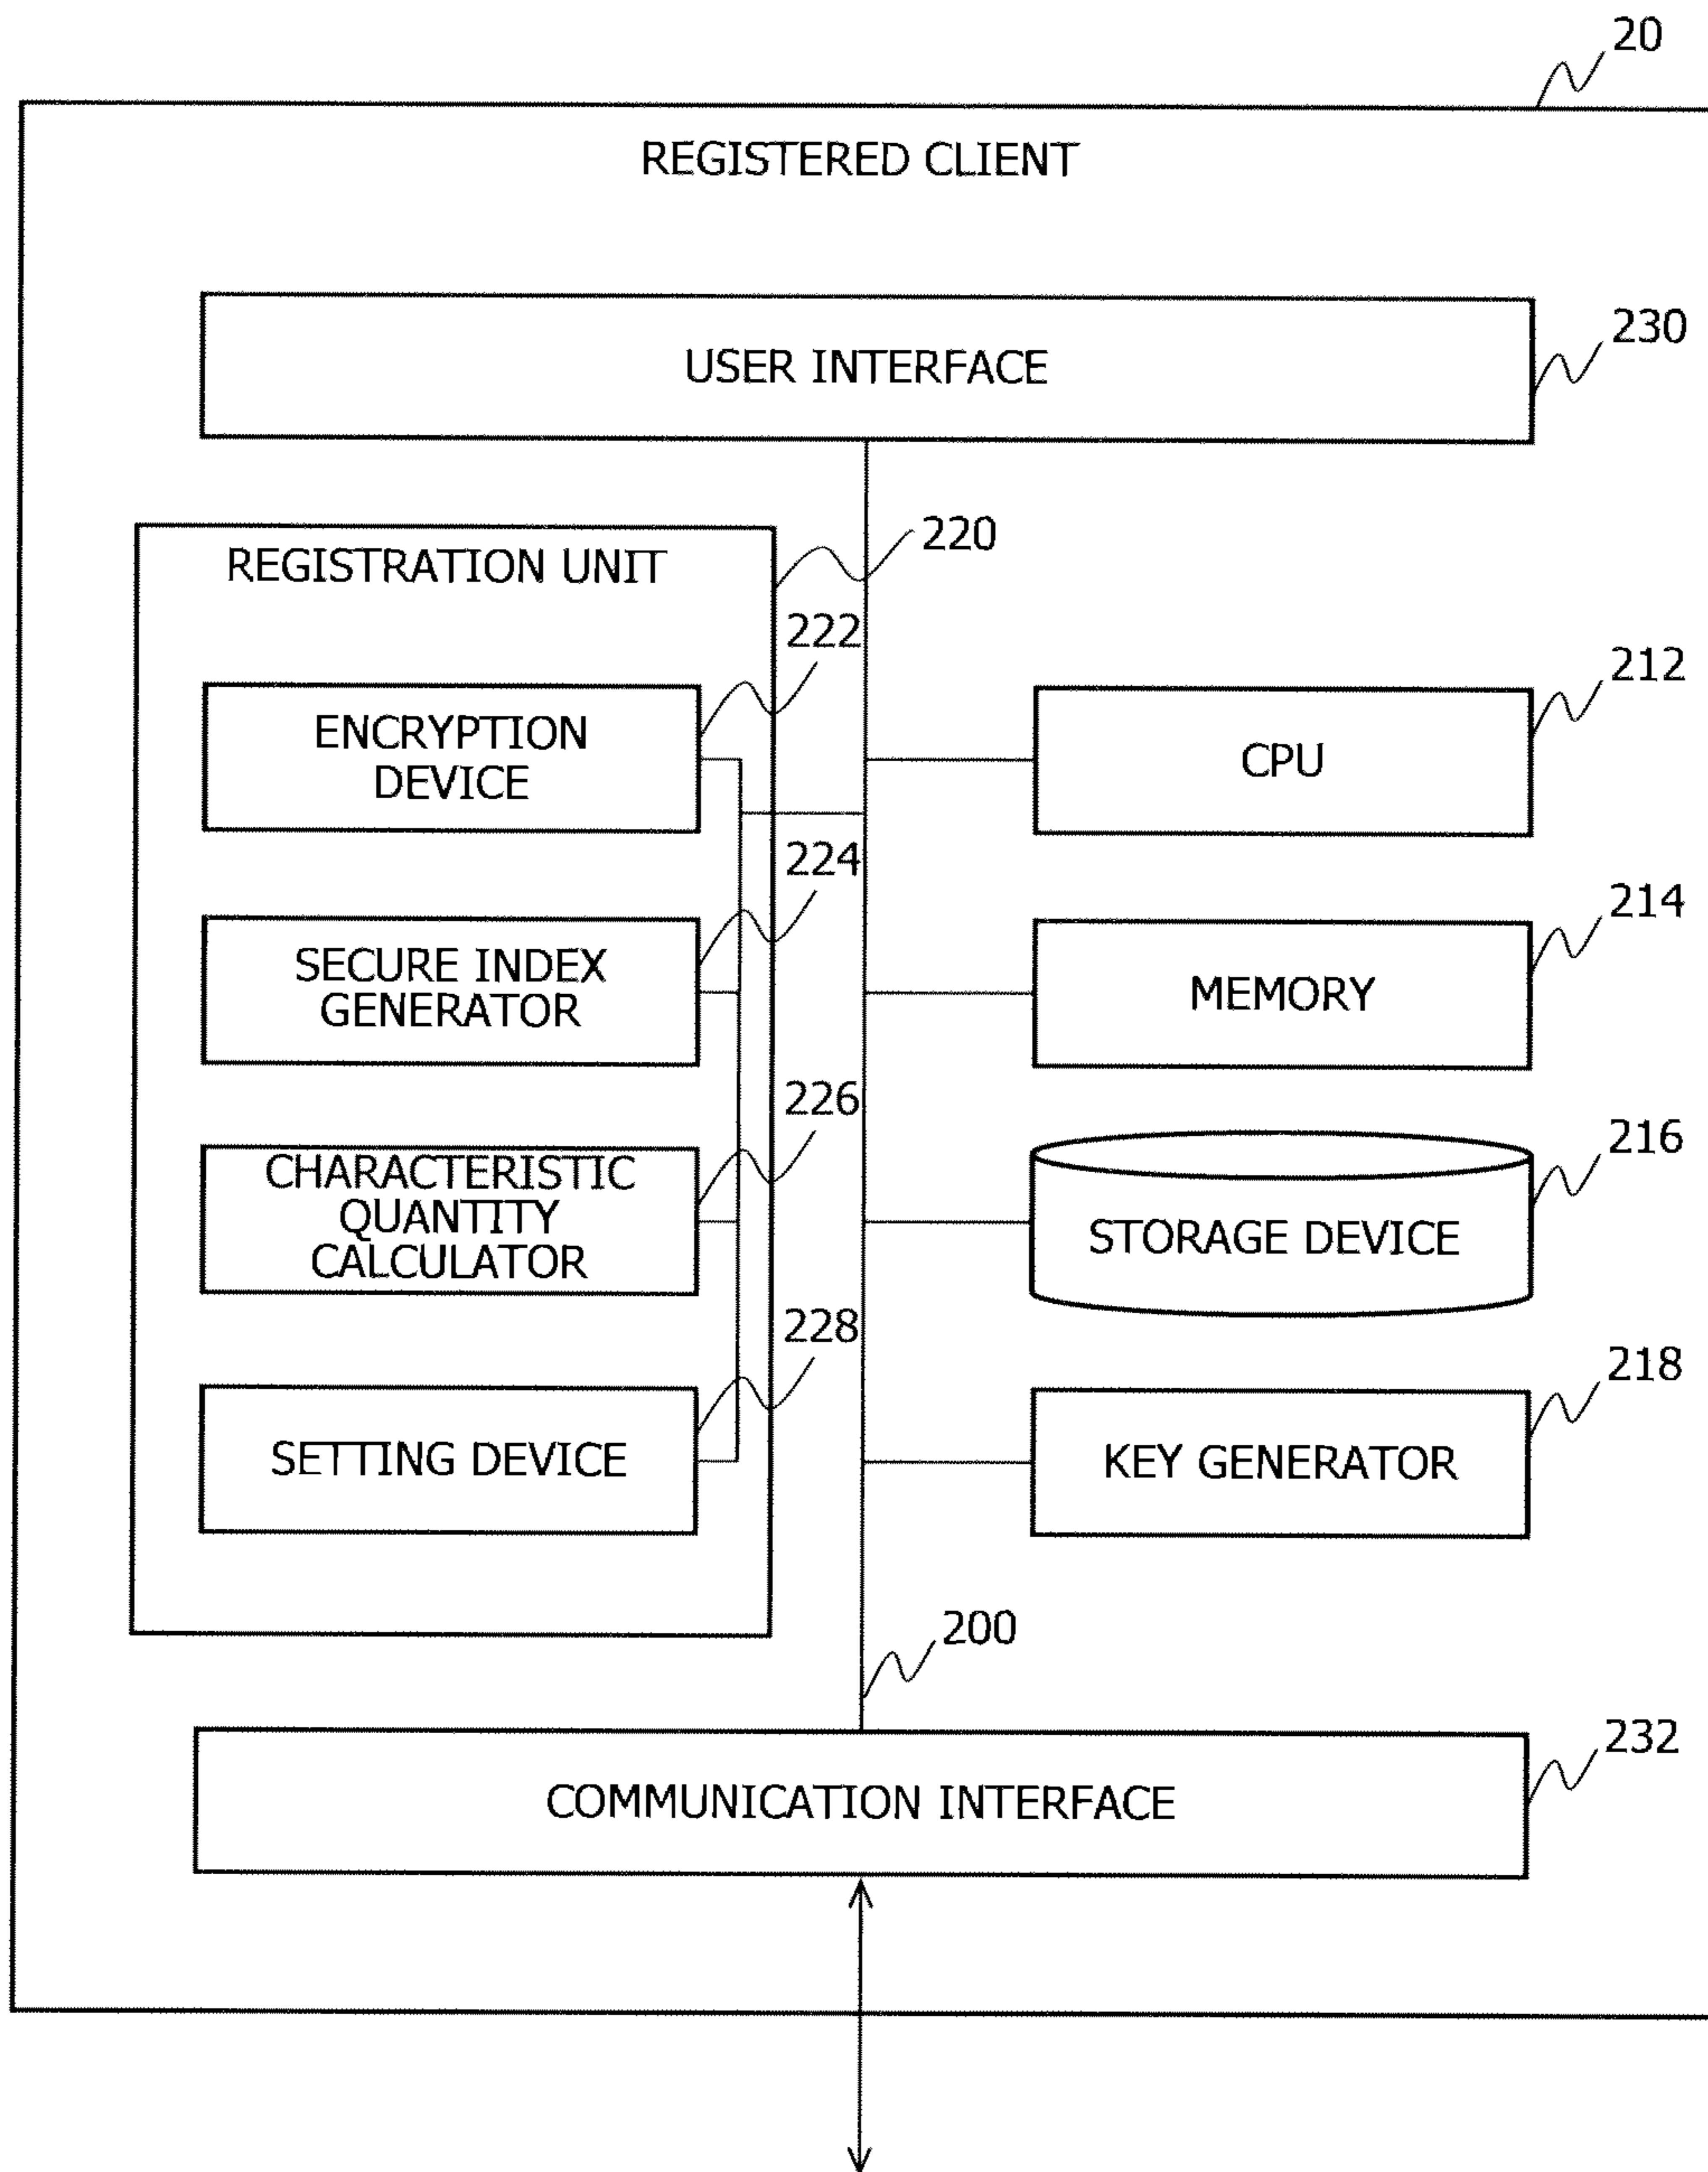 20
REGISTERED CLIENT
230
USER INTERFACE
220
REGISTRATION UNIT
222
ENCRYPTION
DEVICE
212
CPU
224
SECURE INDEX
GENERATOR
214
MEMORY
226
CHARACTERISTIC
QUANTITY
CALCULATOR
216
STORAGE DEVICE
228
SETTING DEVICE
218
KEY GENERATOR
200
232
COMMUNICATION INTERFACE